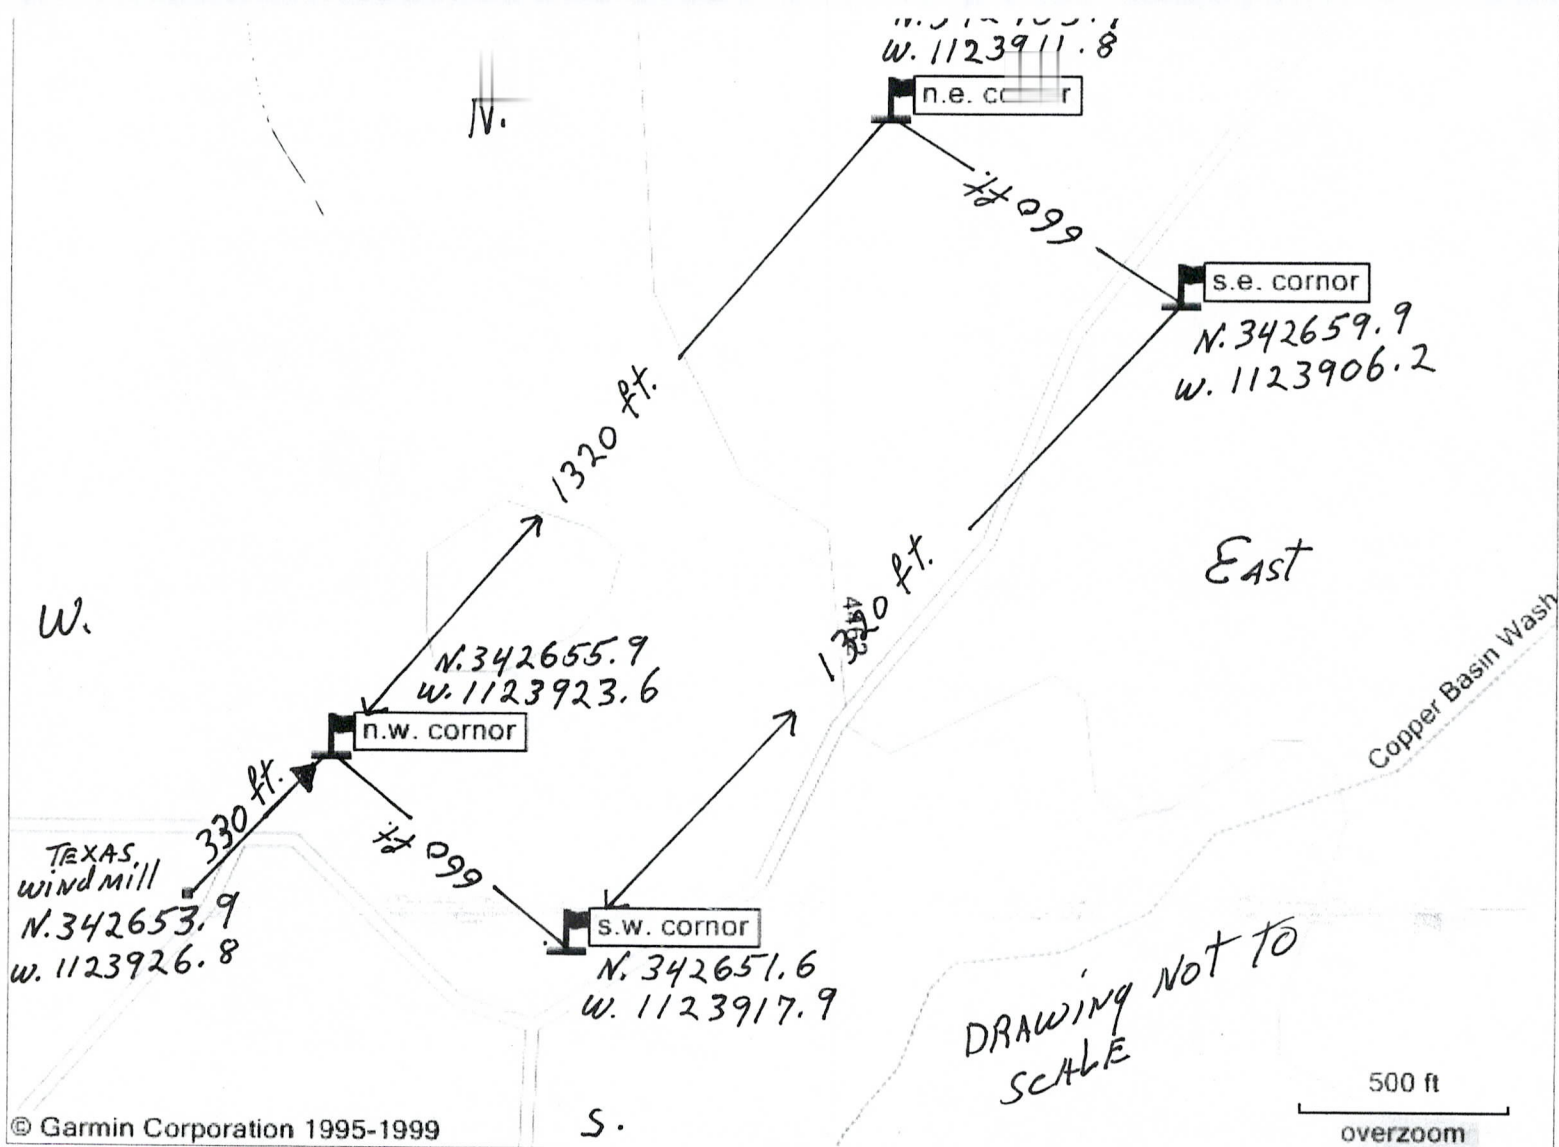 W. 1123911.8
N.
n.e.
660 ft.
s.e. cornor
N. 342659.9
W. 1123906.2
1320 ft.
EAST
1320 ft.
W.
N. 342655.9
W. 1123923.6
n.w. cornor
Copper Basin Wash
330 ft.
660 ft.
TEXAS
WINDMILL
N. 342653.9
W. 1123926.8
s.w. cornor
N. 342651.6
W. 1123917.9
DRAWING NOT TO
SCALE
500 ft
overzoom
© Garmin Corporation 1995-1999
S.